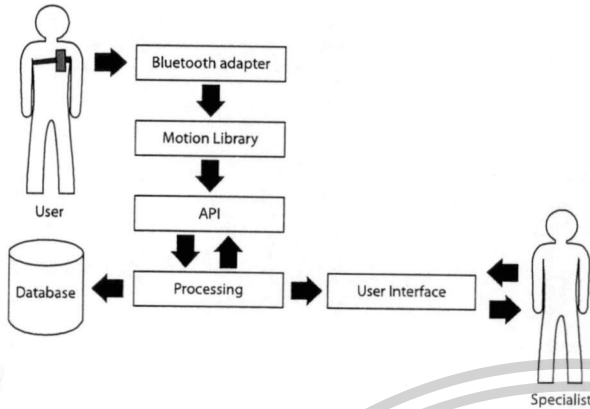 Bluetooth adapter
Motion Library
User
API
Database
Processing
User Interface
Specialist